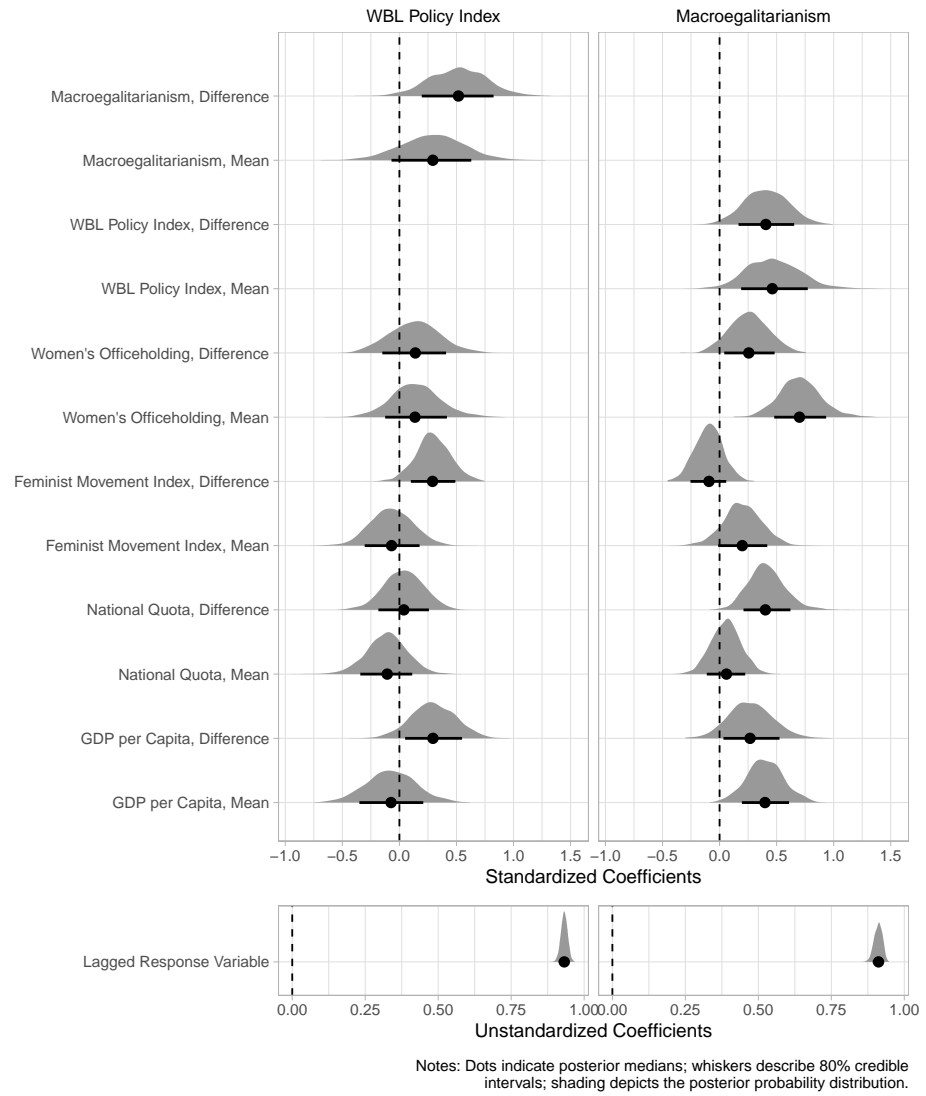 WBL Policy Index
Macroegalitarianism
Macroegalitarianism, Difference
Macroegalitarianism, Mean
WBL Policy Index, Difference
WBL Policy Index, Mean
Women's Officeholding, Difference
Women's Officeholding, Mean
Feminist Movement Index, Difference
Feminist Movement Index, Mean
National Quota, Difference
National Quota, Mean
GDP per Capita, Difference
GDP per Capita, Mean
−1.0 −0.5 0.0 0.5 1.0 1.5 −1.0 −0.5 0.0 0.5 1.0 1.5
Standardized Coefficients
Lagged Response Variable
0.00 0.25 0.50 0.75 1.00 0.00 0.25 0.50 0.75 1.00
Unstandardized Coefficients
Notes: Dots indicate posterior medians; whiskers describe 80% credible
intervals; shading depicts the posterior probability distribution.